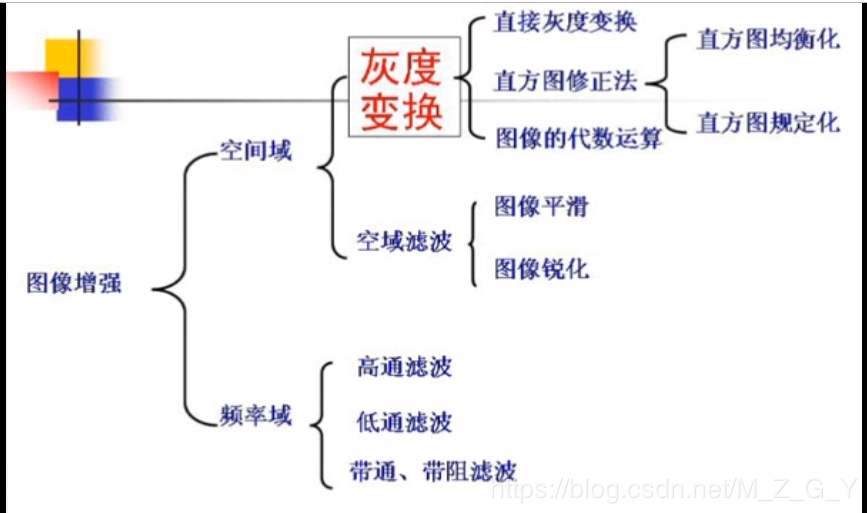 灰度
变换
直接灰度变换
直方图修正法
图像的代数运算
直方图均衡化
直方图规定化
空间域
空域滤波
图像平滑
图像锐化
图像增强
频率域
高通滤波
低通滤波
带通、带阻滤波
https://blog.csdn.net/M_Z_G_Y